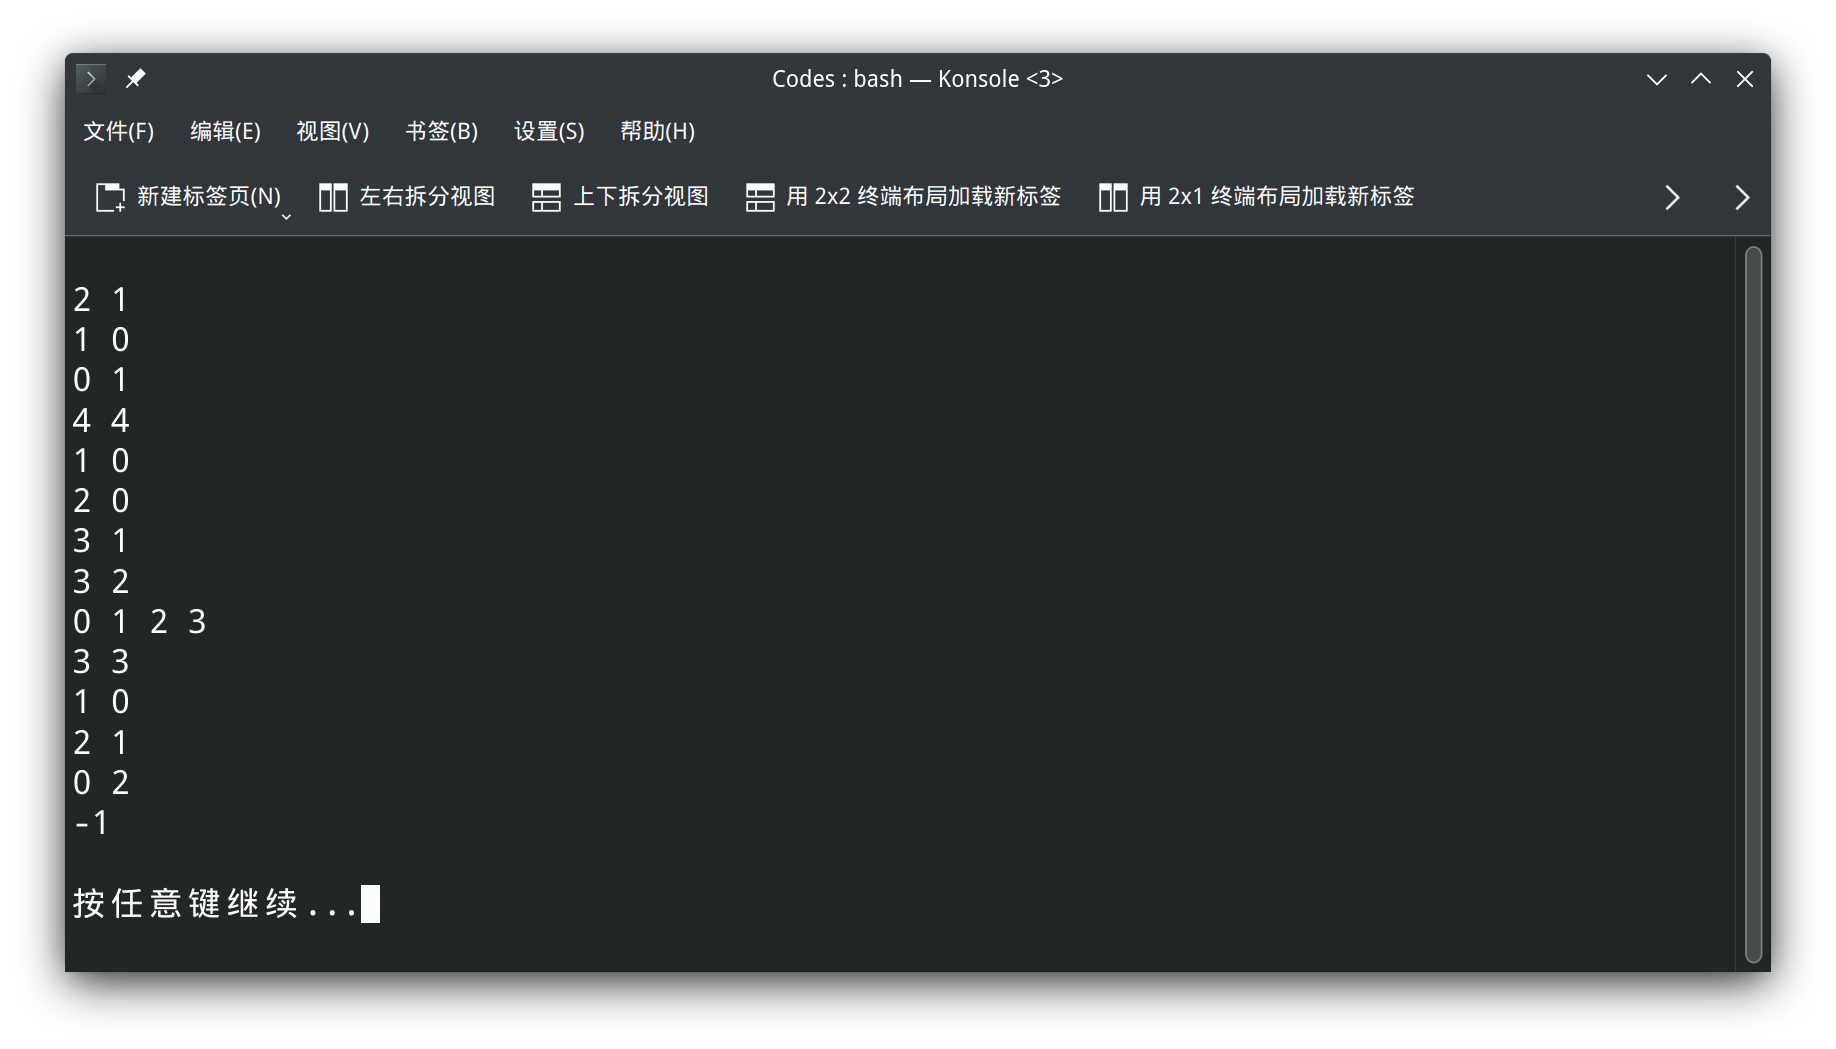 Codes : bash — Konsole <3>
文件(F) 编辑(E) 视图(V) 书签(B) 设置(S) 帮助(H)
新建标签页(N) 左右拆分视图 上下拆分视图 用 2x2 终端布局加载新标签 用 2x1 终端布局加载新标签
2 1
1 0
0 1
4 4
1 0
2 0
3 1
3 2
0 1 2 3
3 3
1 0
2 1
0 2
-1
按任意键继续...